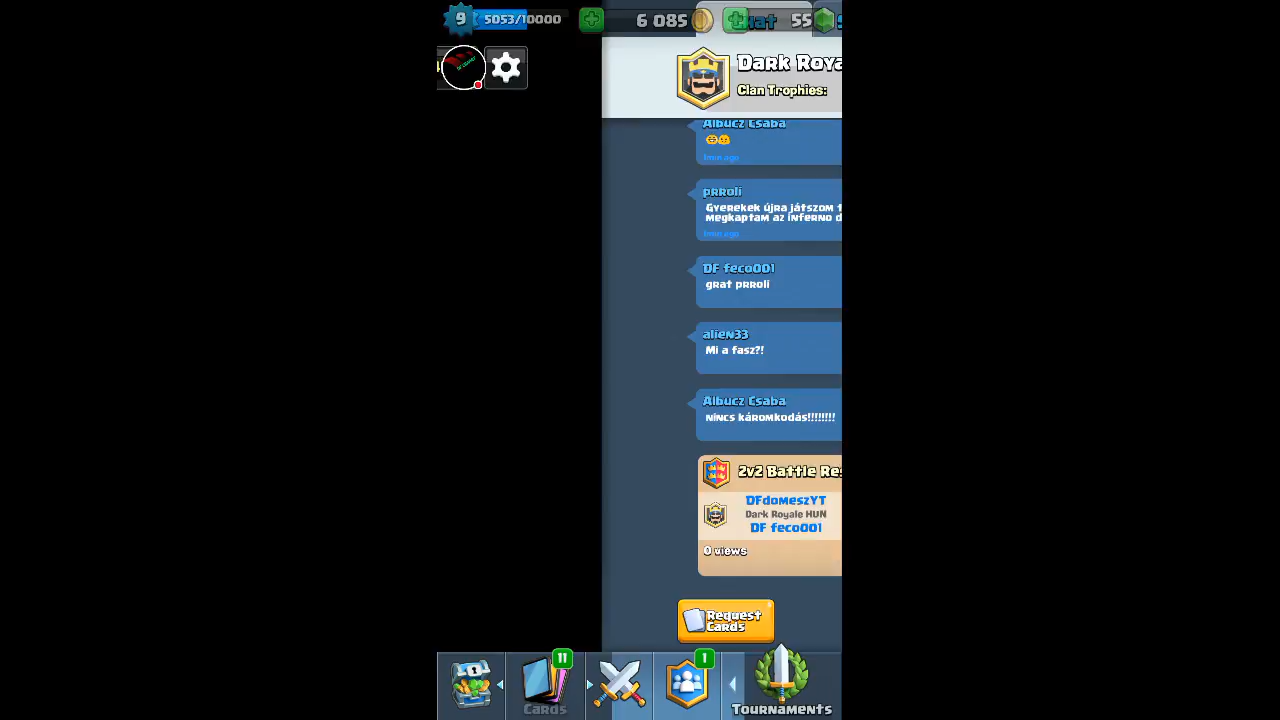 9
5053/10000
6 085
55
Dark Roya
Clan Trophies:
Albucz Csaba
1min ago
prroli
Gyerekek újra játszom t
megkaptam az inferno d
1min ago
DF feco001
grat prroli
alien33
Mi a fasz?!
Albucz Csaba
nincs káromkodás!!!!!!!!
2v2 Battle Res
DFdomeszYT
Dark Royale HUN
DF feco001
0 views
Request
Cards
11
1
Cards
Tournaments